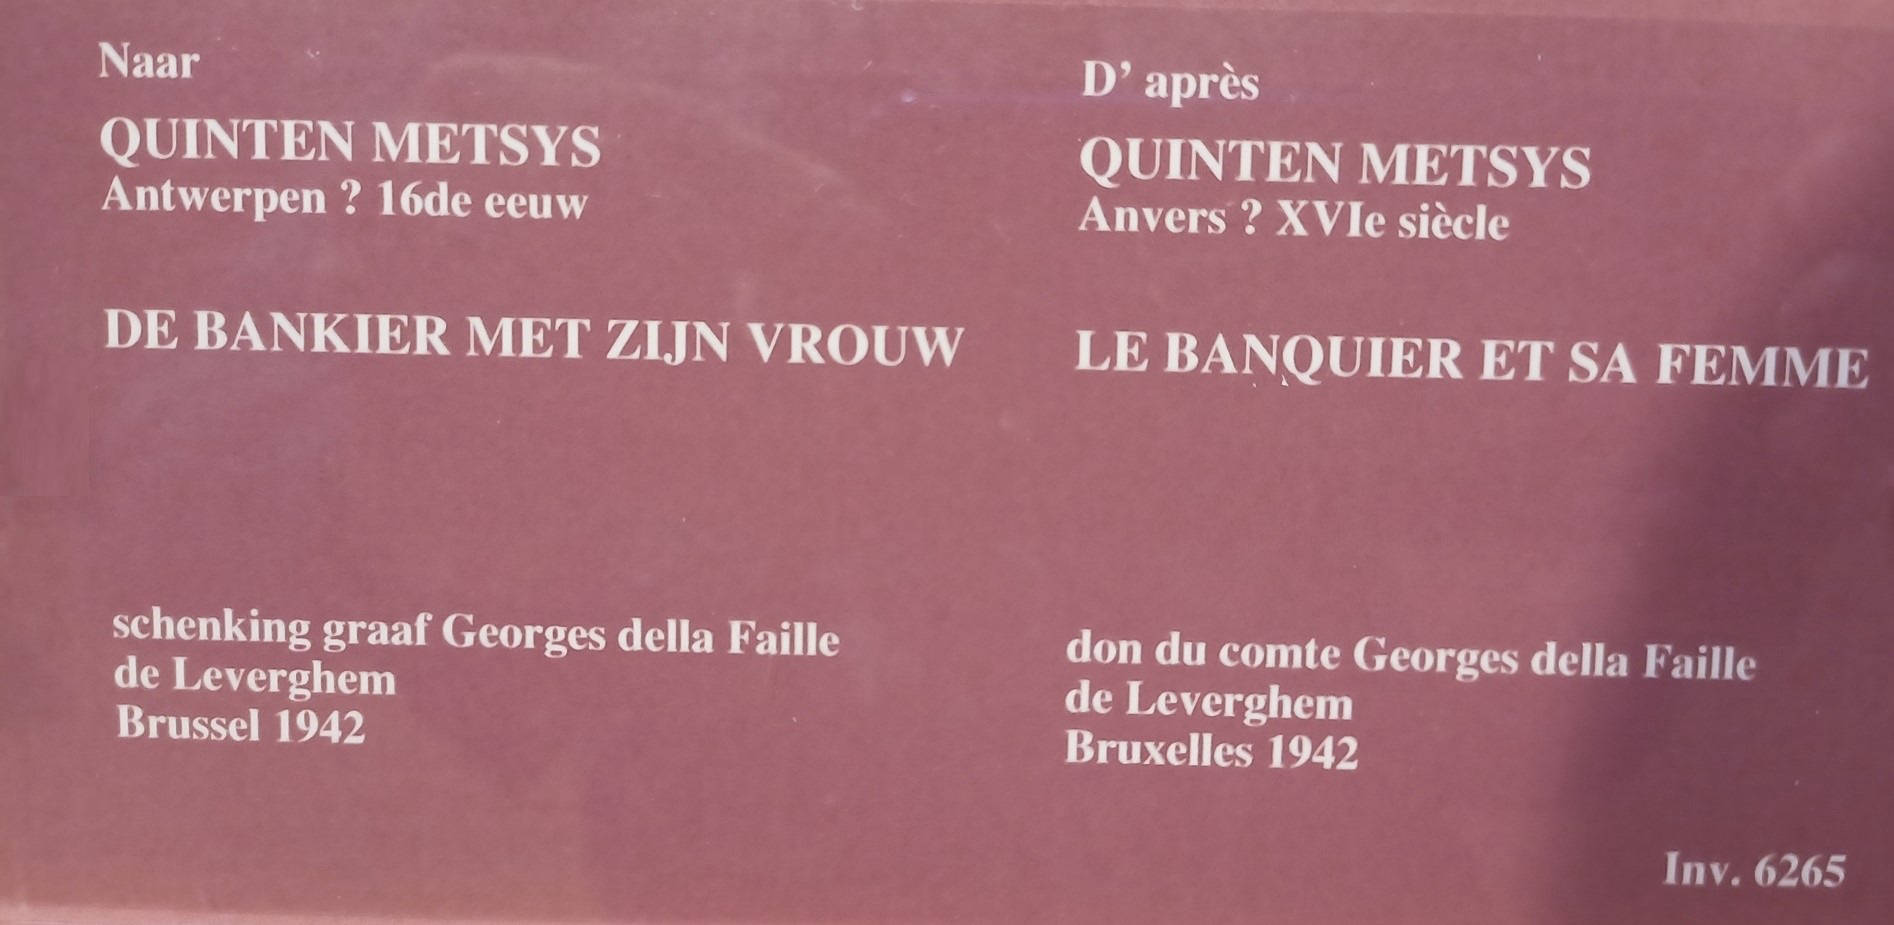 Naar
QUINTEN METSYS
Antwerpen ? 16de eeuw
DE BANKIER MET ZIJN VROUW
schenking graaf Georges della Faille
de Leverghem
Brussel 1942
D' après
QUINTEN METSYS
Anvers ? XVIe siècle
LE BANQUIER ET SA FEMME
don du comte Georges della Faille
de Leverghem
Bruxelles 1942
Inv. 6265